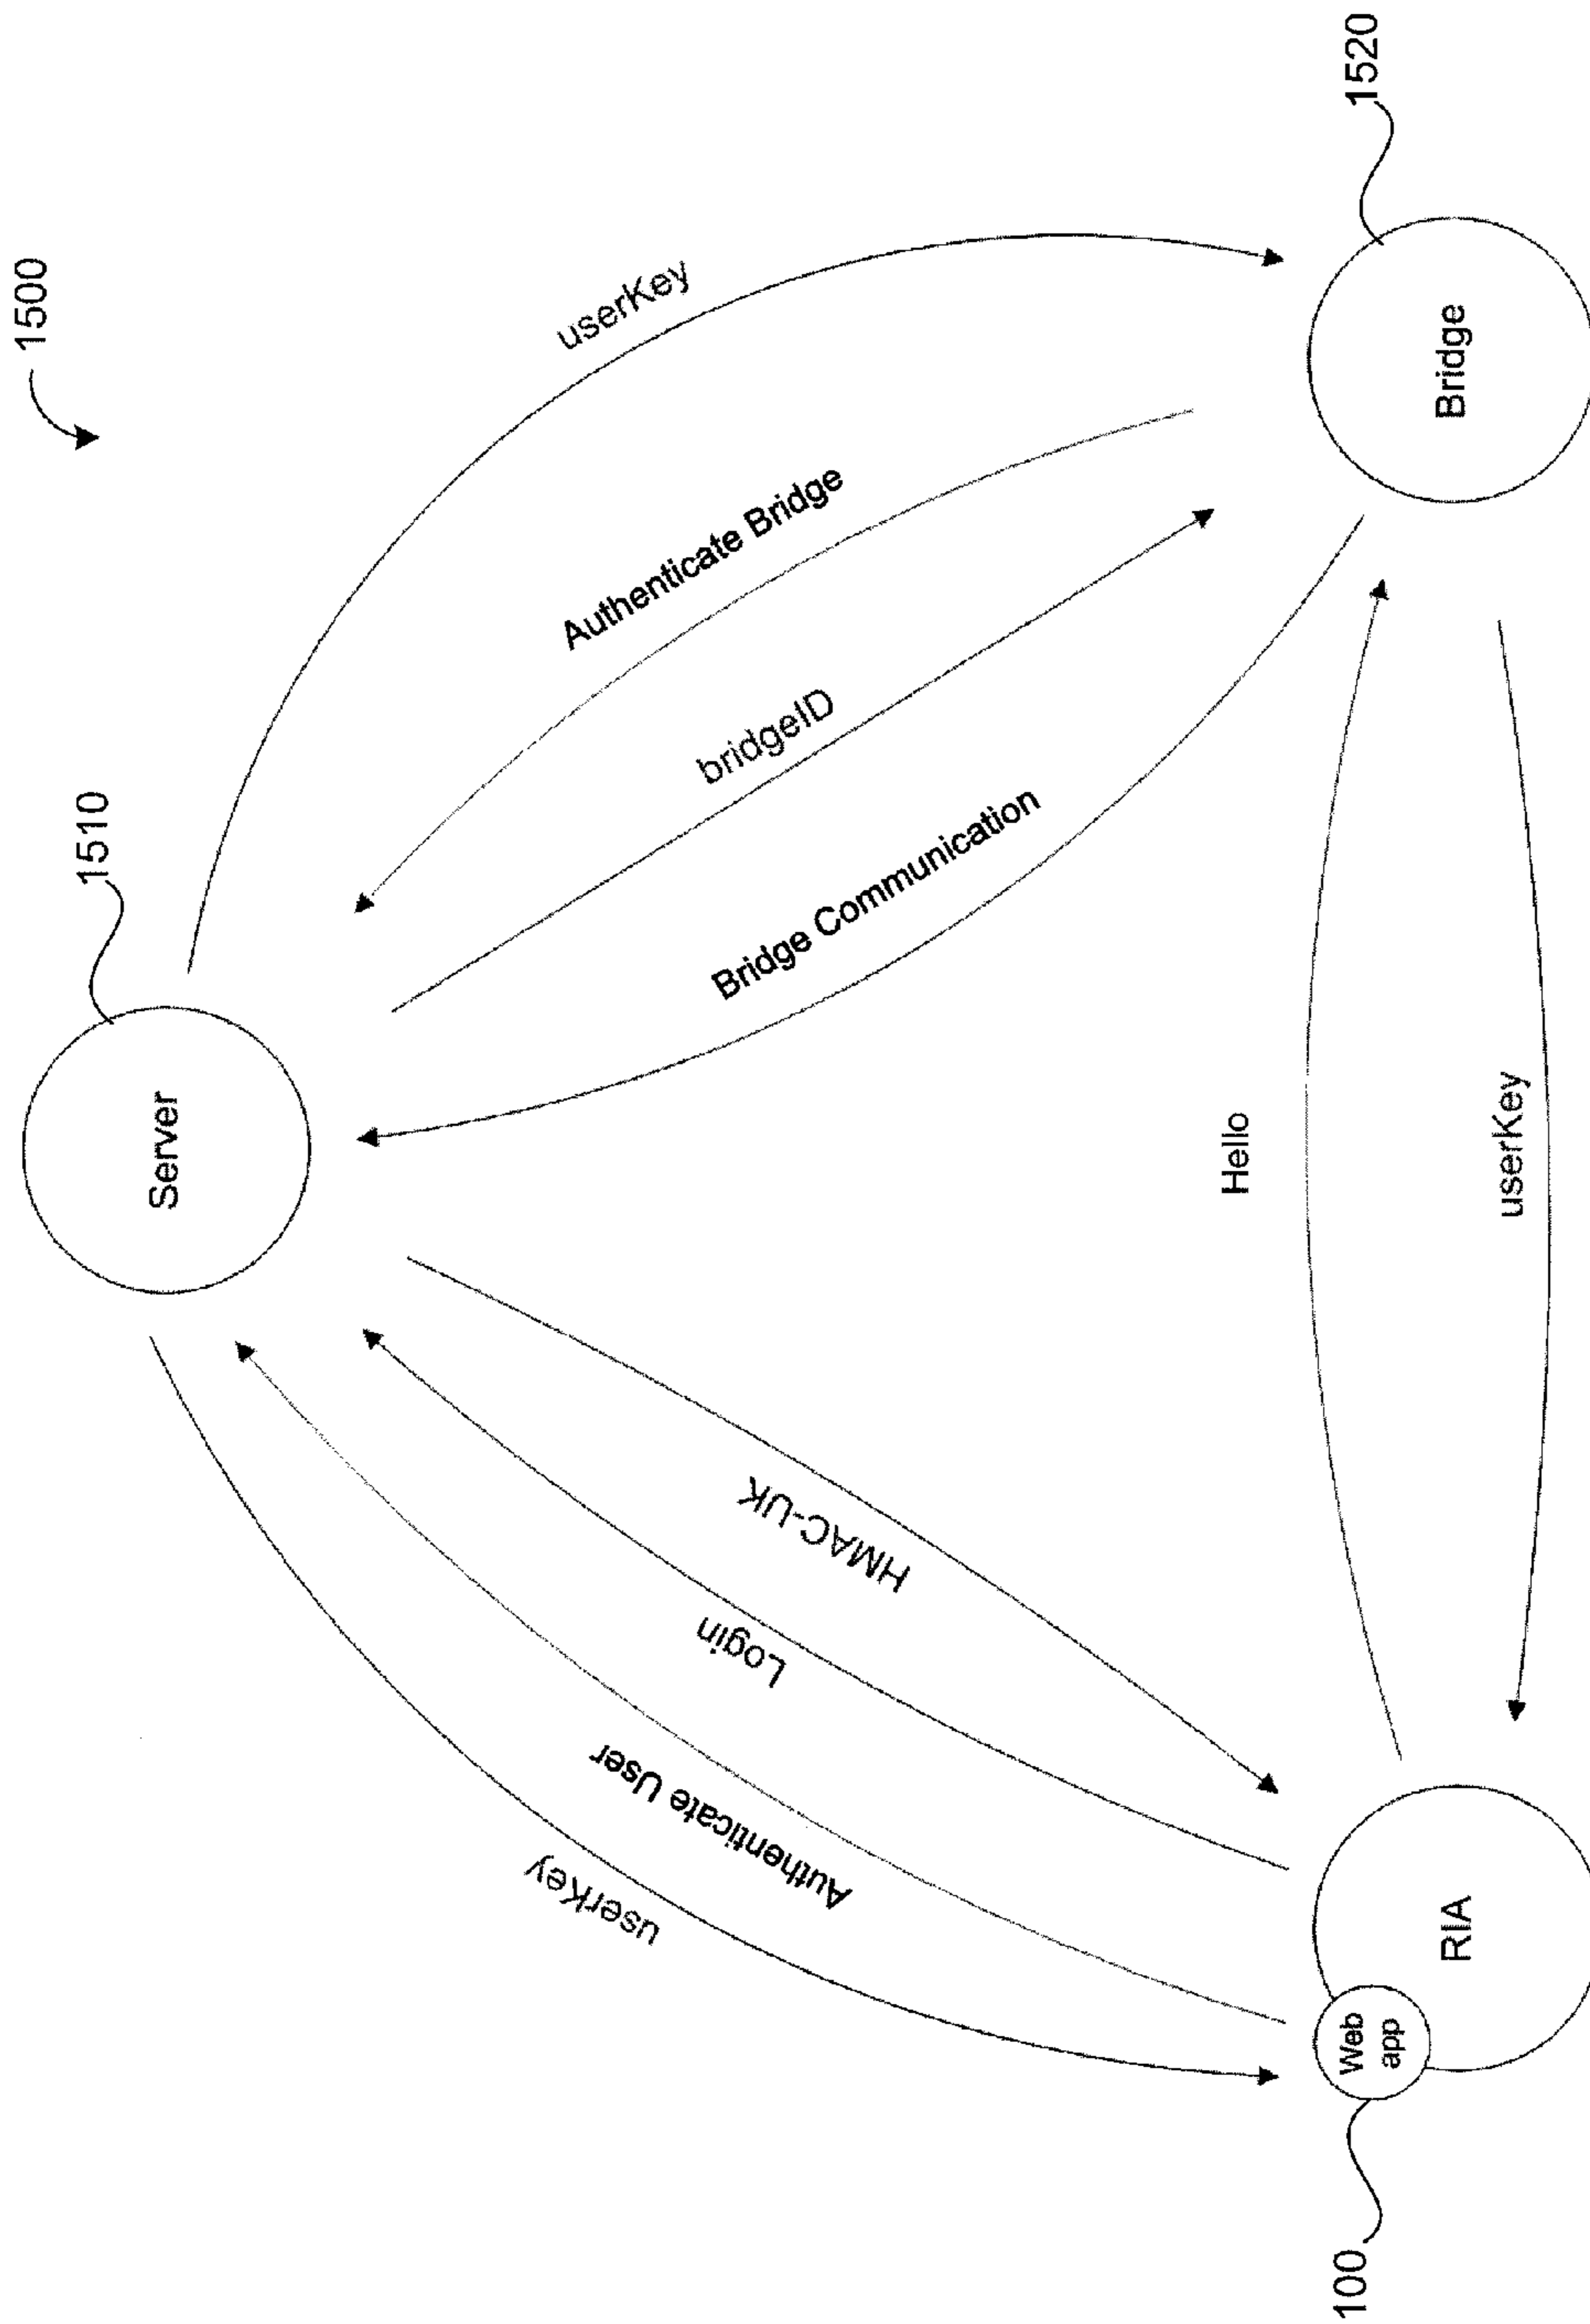 1500
Server
1510
userKey
Authenticate Bridge
bridgeID
Bridge Communication
userKey
Authenticate User
Login
HMAC-UK
Hello
userKey
Web
app
RIA
100
Bridge
1520